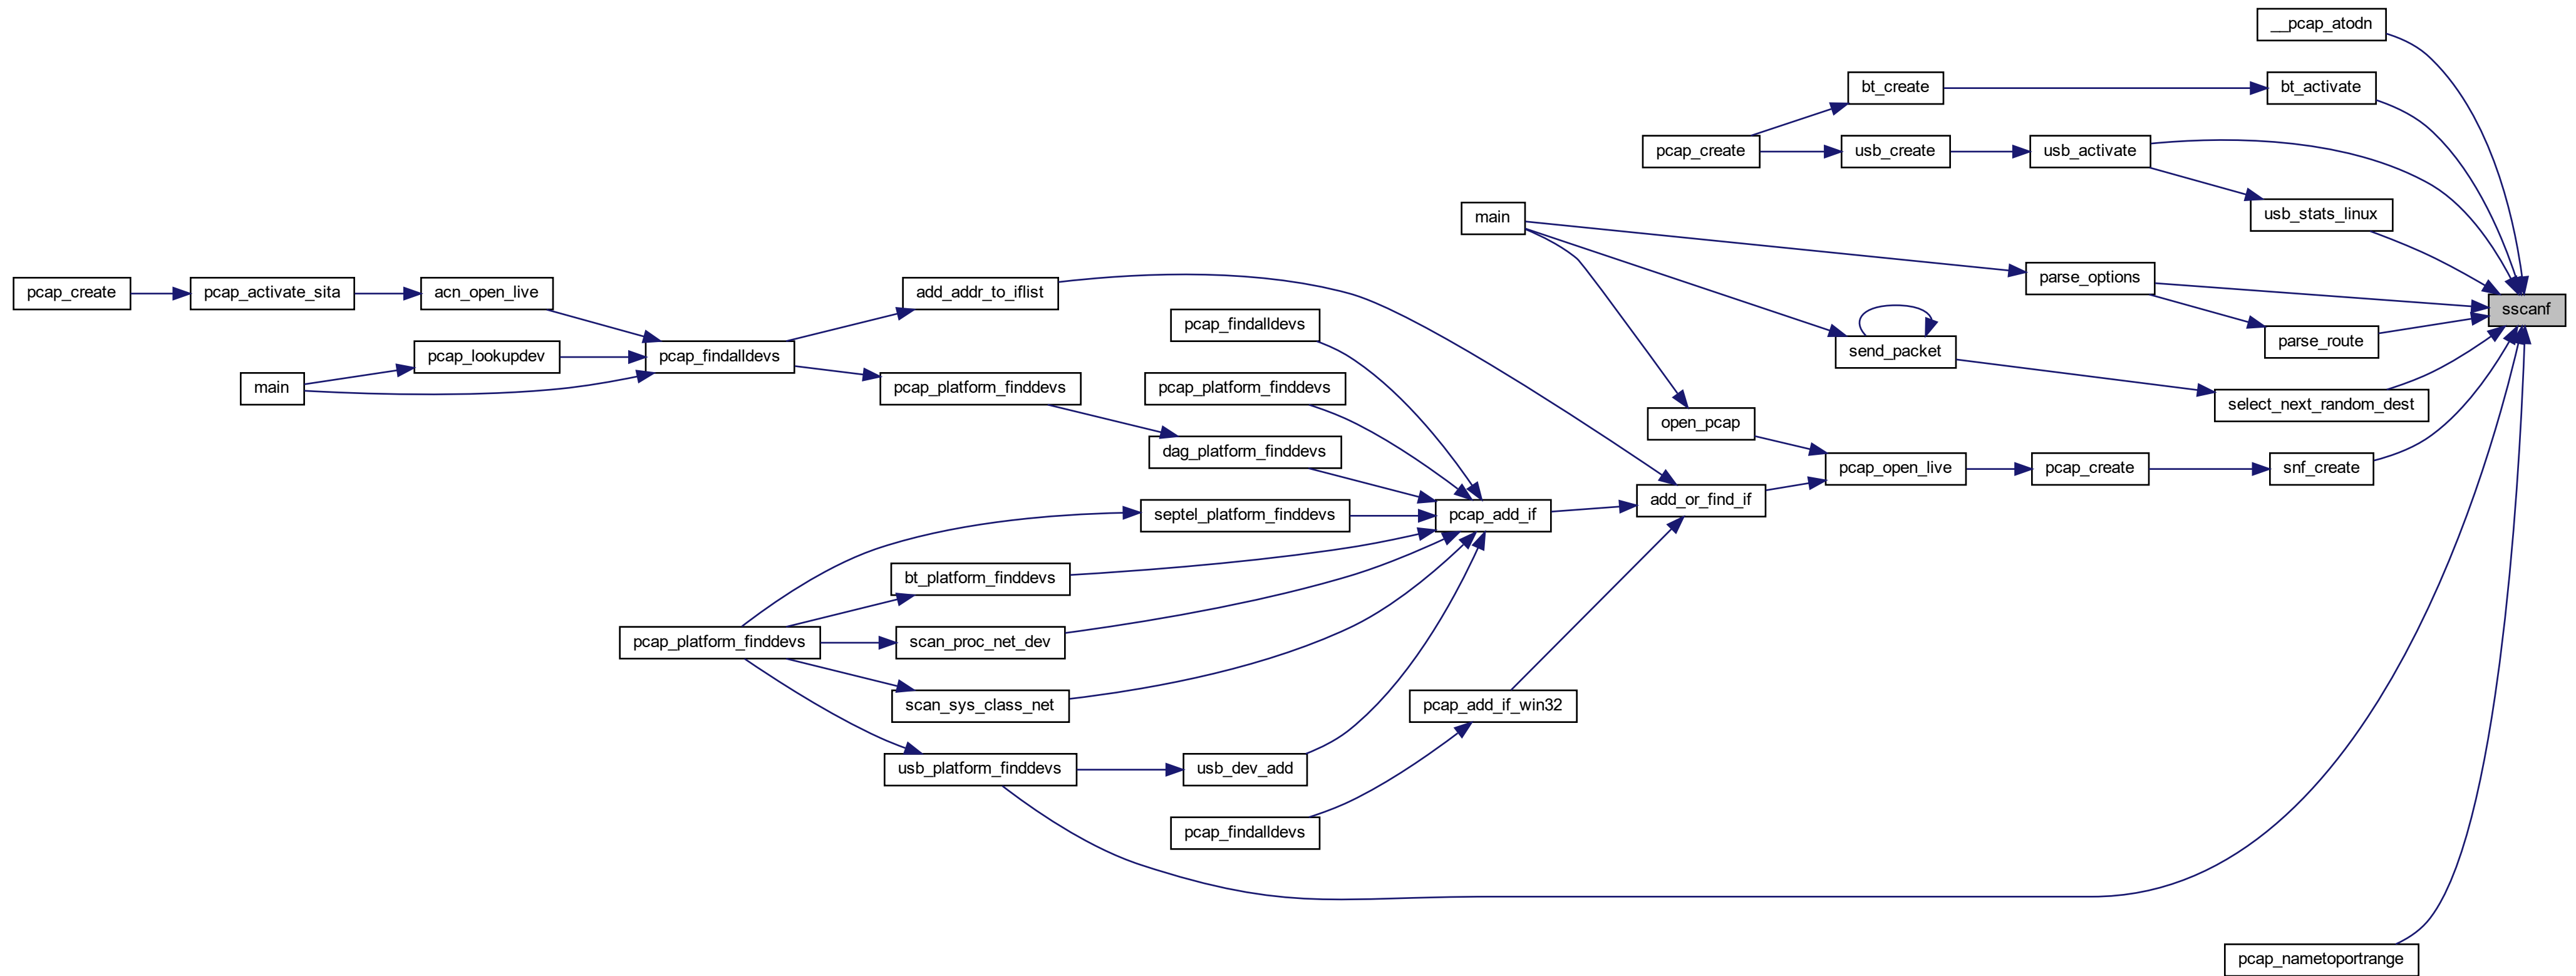 __pcap_atodn
bt_create
bt_activate
pcap_create
usb_create
usb_activate
usb_stats_linux
main
parse_options
sscanf
pcap_create
pcap_activate_sita
acn_open_live
add_addr_to_iflist
pcap_findalldevs
parse_route
send_packet
pcap_lookupdev
pcap_findalldevs
main
pcap_platform_finddevs
pcap_platform_finddevs
select_next_random_dest
open_pcap
dag_platform_finddevs
pcap_open_live
pcap_create
snf_create
add_or_find_if
septel_platform_finddevs
pcap_add_if
bt_platform_finddevs
pcap_platform_finddevs
scan_proc_net_dev
scan_sys_class_net
pcap_add_if_win32
usb_platform_finddevs
usb_dev_add
pcap_findalldevs
pcap_nametoportrange